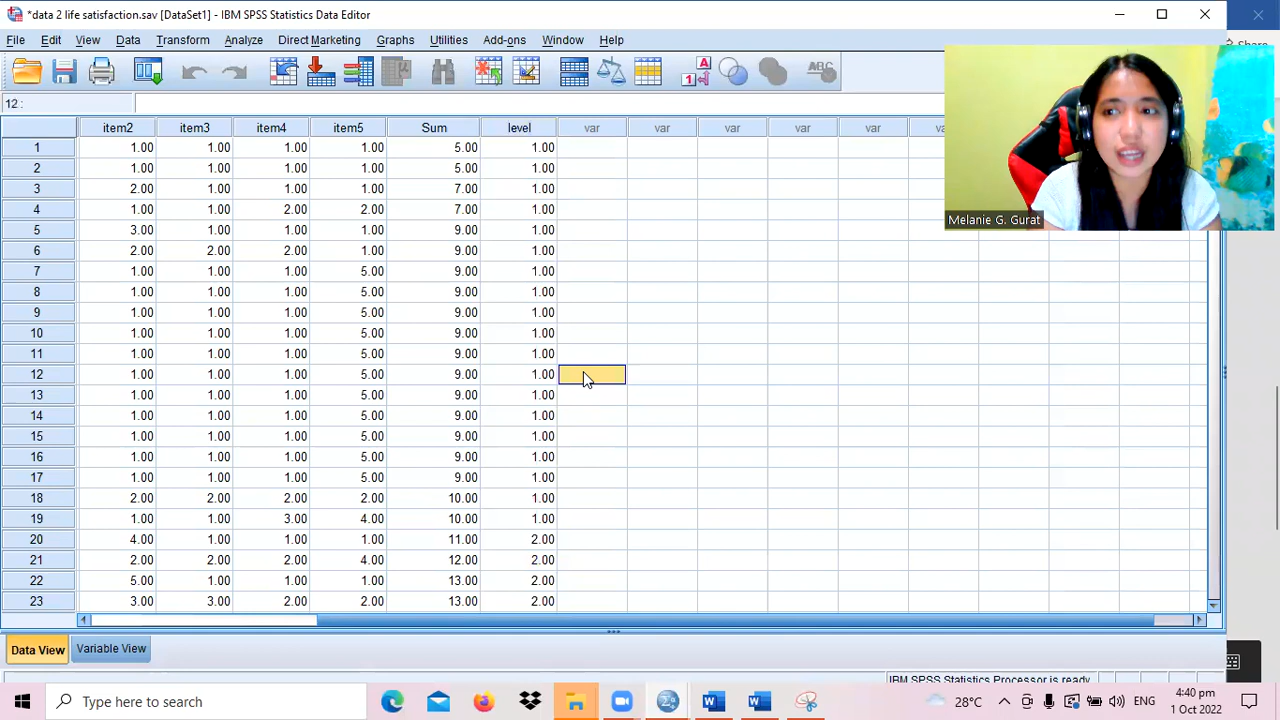 *data 2 life satisfaction.sav [DataSet1] - IBM SPSS Statistics Data Editor
File Edit View Data Transform Analyze Direct Marketing Graphs Utilities Add-ons Window Help
12 :
item2 item3 item4 item5 Sum level var var var var var
1 1.00 1.00 1.00 1.00 5.00 1.00
2 1.00 1.00 1.00 1.00 5.00 1.00
3 2.00 1.00 1.00 1.00 7.00 1.00
4 1.00 1.00 2.00 2.00 7.00 1.00
5 3.00 1.00 1.00 1.00 9.00 1.00
6 2.00 2.00 2.00 1.00 9.00 1.00
7 1.00 1.00 1.00 5.00 9.00 1.00
8 1.00 1.00 1.00 5.00 9.00 1.00
9 1.00 1.00 1.00 5.00 9.00 1.00
10 1.00 1.00 1.00 5.00 9.00 1.00
11 1.00 1.00 1.00 5.00 9.00 1.00
12 1.00 1.00 1.00 5.00 9.00 1.00
13 1.00 1.00 1.00 5.00 9.00 1.00
14 1.00 1.00 1.00 5.00 9.00 1.00
15 1.00 1.00 1.00 5.00 9.00 1.00
16 1.00 1.00 1.00 5.00 9.00 1.00
17 1.00 1.00 1.00 5.00 9.00 1.00
18 2.00 2.00 2.00 2.00 10.00 1.00
19 1.00 1.00 3.00 4.00 10.00 1.00
20 4.00 1.00 1.00 1.00 11.00 2.00
21 2.00 2.00 2.00 4.00 12.00 2.00
22 5.00 1.00 1.00 1.00 13.00 2.00
23 3.00 3.00 2.00 2.00 13.00 2.00
Melanie G. Gurat
Data View Variable View
IBM SPSS Statistics Processor is ready
Type here to search
28°C
ENG
4:40 pm
1 Oct 2022